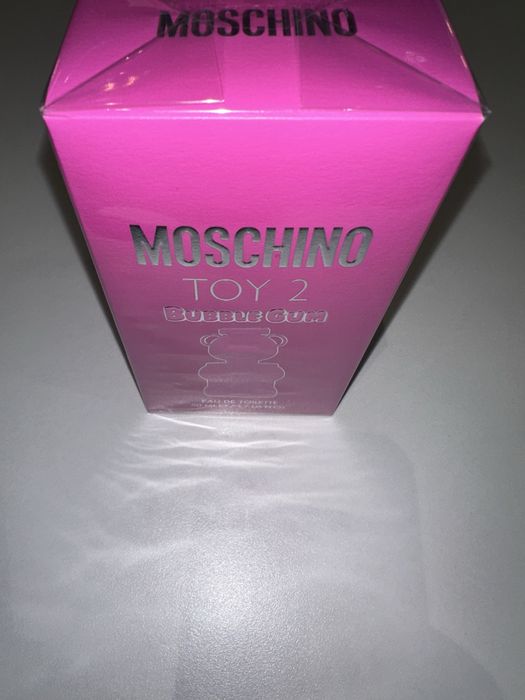 MOSCHINO
MOSCHINO
TOY 2
BUBBLE GUM
EAU DE TOILETTE